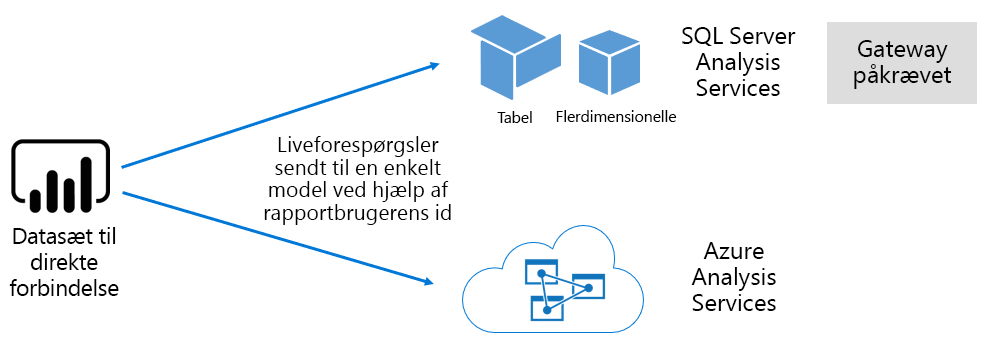 SQL Server
Analysis
Services
Gateway
påkrævet
Tabel
Flerdimensionelle
Liveforespørgsler
sendt til en enkelt
model ved hjælp af
rapportbrugerens id
Datasæt til
direkte
forbindelse
Azure
Analysis
Services